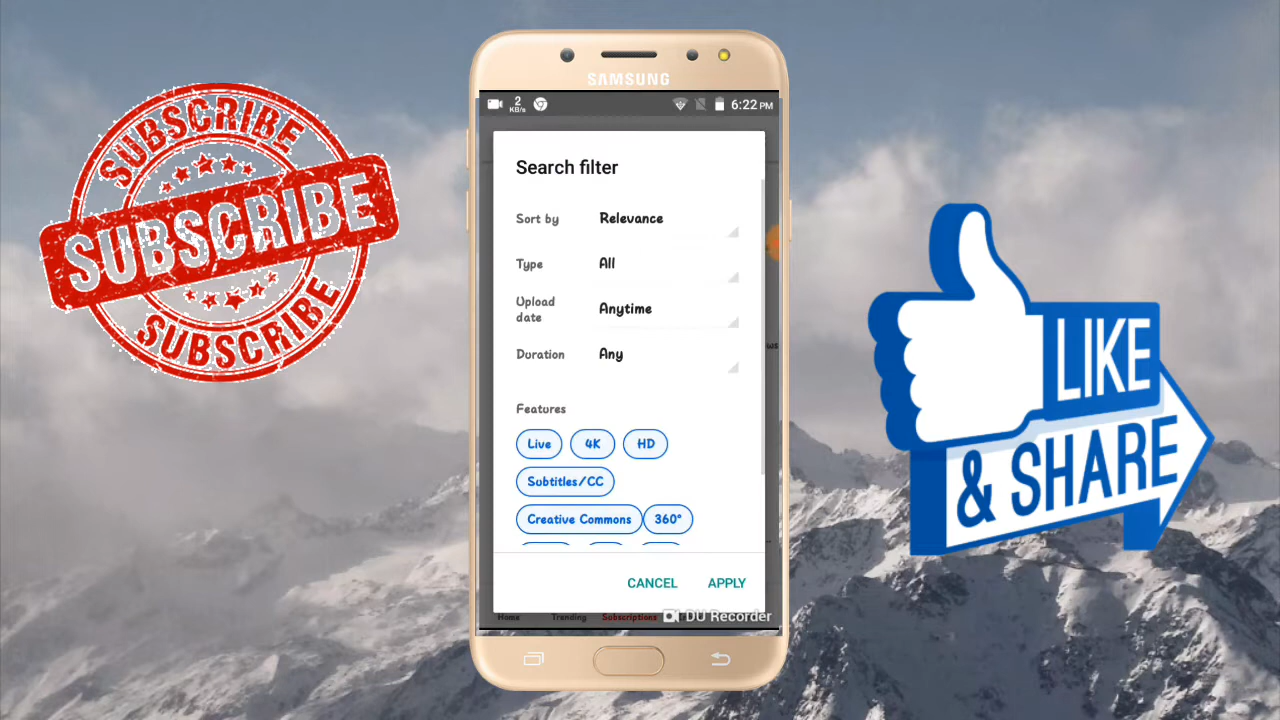 SUBSCRIBE
SUBSCRIBE
SUBSCRIBE
SAMSUNG
2
KB/s
6:22 PM
Search filter
Sort by Relevance
Type All
Upload date Anytime
Duration Any
Features
Live 4K HD
Subtitles/CC
Creative Commons 360°
CANCEL APPLY
DU Recorder
Home Trending Subscriptions
LIKE
& SHARE